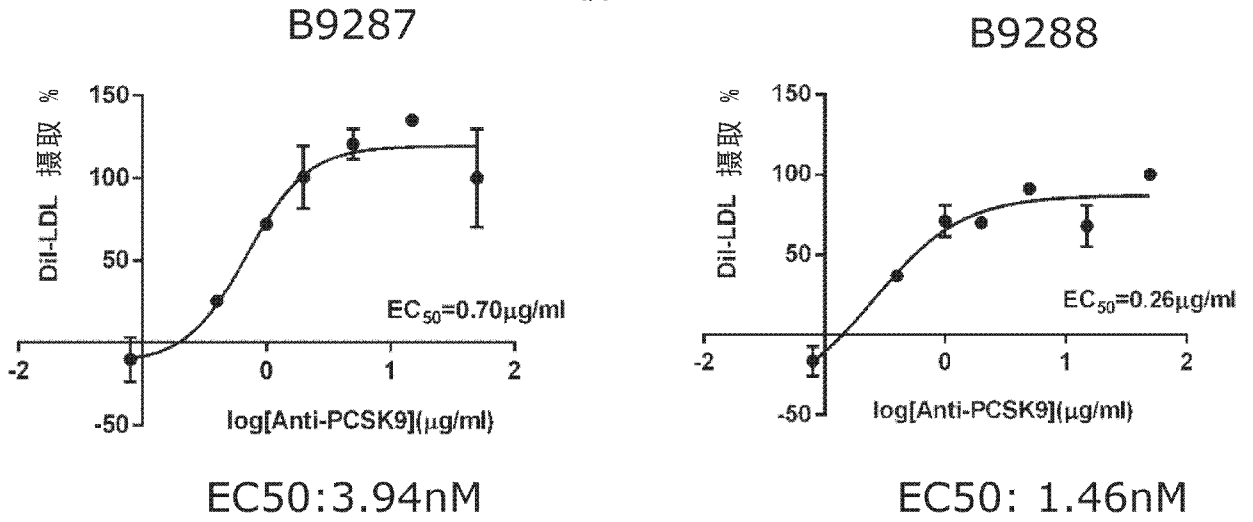 B9287
DiI-LDL 摄取 %
150
100
50
-50
-2
0
1
2
EC50=0.70μg/ml
log[Anti-PCSK9](μg/ml)
EC50:3.94nM
B9288
DiI-LDL 摄取 %
150
100
50
-50
-2
0
1
2
EC50=0.26μg/ml
log[Anti-PCSK9](μg/ml)
EC50: 1.46nM